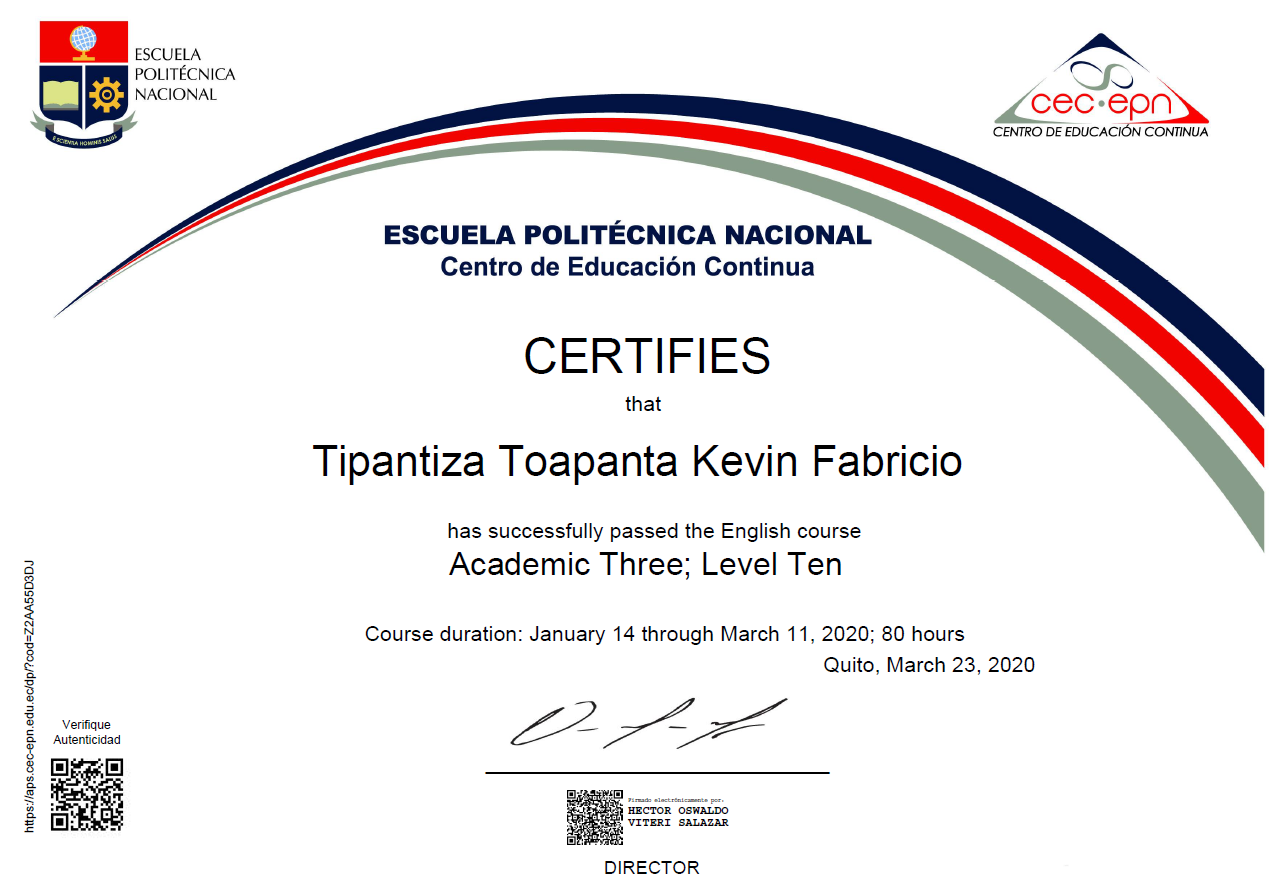 ESCUELA
POLITÉCNICA
NACIONAL
E SCIENTIA HOMINIS SALUS
cec·epn
CENTRO DE EDUCACIÓN CONTINUA
ESCUELA POLITÉCNICA NACIONAL
Centro de Educación Continua
CERTIFIES
that
Tipantiza Toapanta Kevin Fabricio
has successfully passed the English course
Academic Three; Level Ten
Course duration: January 14 through March 11, 2020; 80 hours
Quito, March 23, 2020
https://aps.cec-epn.edu.ec/dp/?cod=Z2AA55D3DJ
Verifique
Autenticidad
Firmado electrónicamente por:
HECTOR OSWALDO
VITERI SALAZAR
DIRECTOR